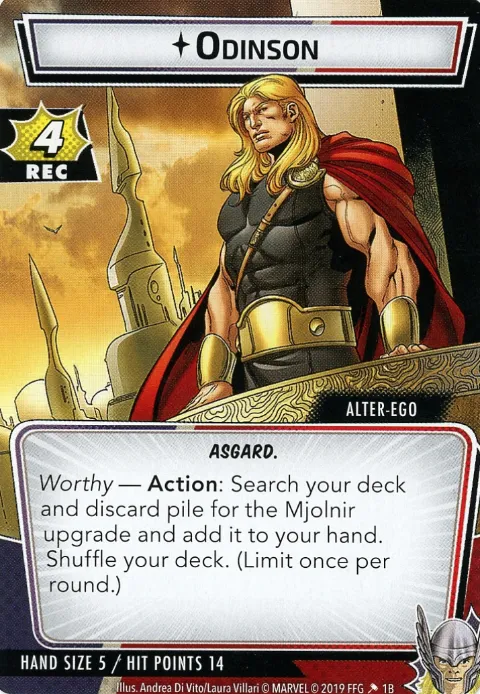 Odinson
4
REC
ALTER-EGO
ASGARD.
Worthy — Action: Search your deck
and discard pile for the Mjolnir
upgrade and add it to your hand.
Shuffle your deck. (Limit once per
round.)
HAND SIZE 5 / HIT POINTS 14
Illus. Andrea Di Vito/Laura Villari © MARVEL © 2019 FFG 1B